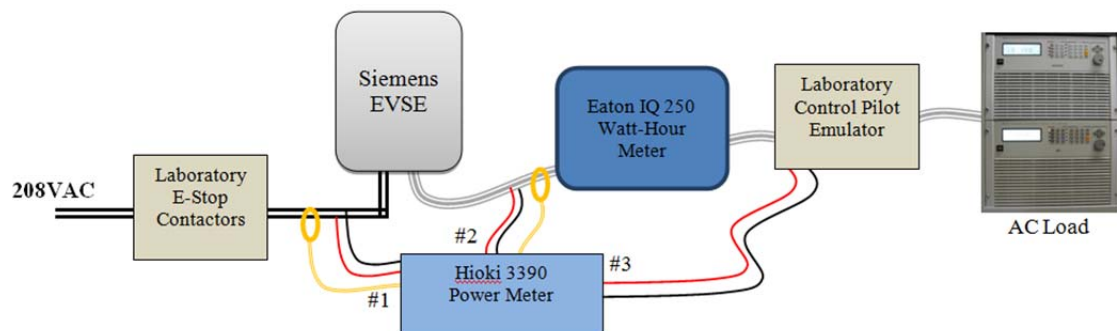 Siemens
EVSE
Eaton IQ 250
Watt-Hour
Meter
Laboratory
Control Pilot
Emulator
208VAC
Laboratory
E-Stop
Contactors
AC Load
#2
#3
#1
Hioki 3390
Power Meter